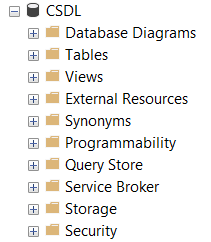 CSDL
Database Diagrams
Tables
Views
External Resources
Synonyms
Programmability
Query Store
Service Broker
Storage
Security